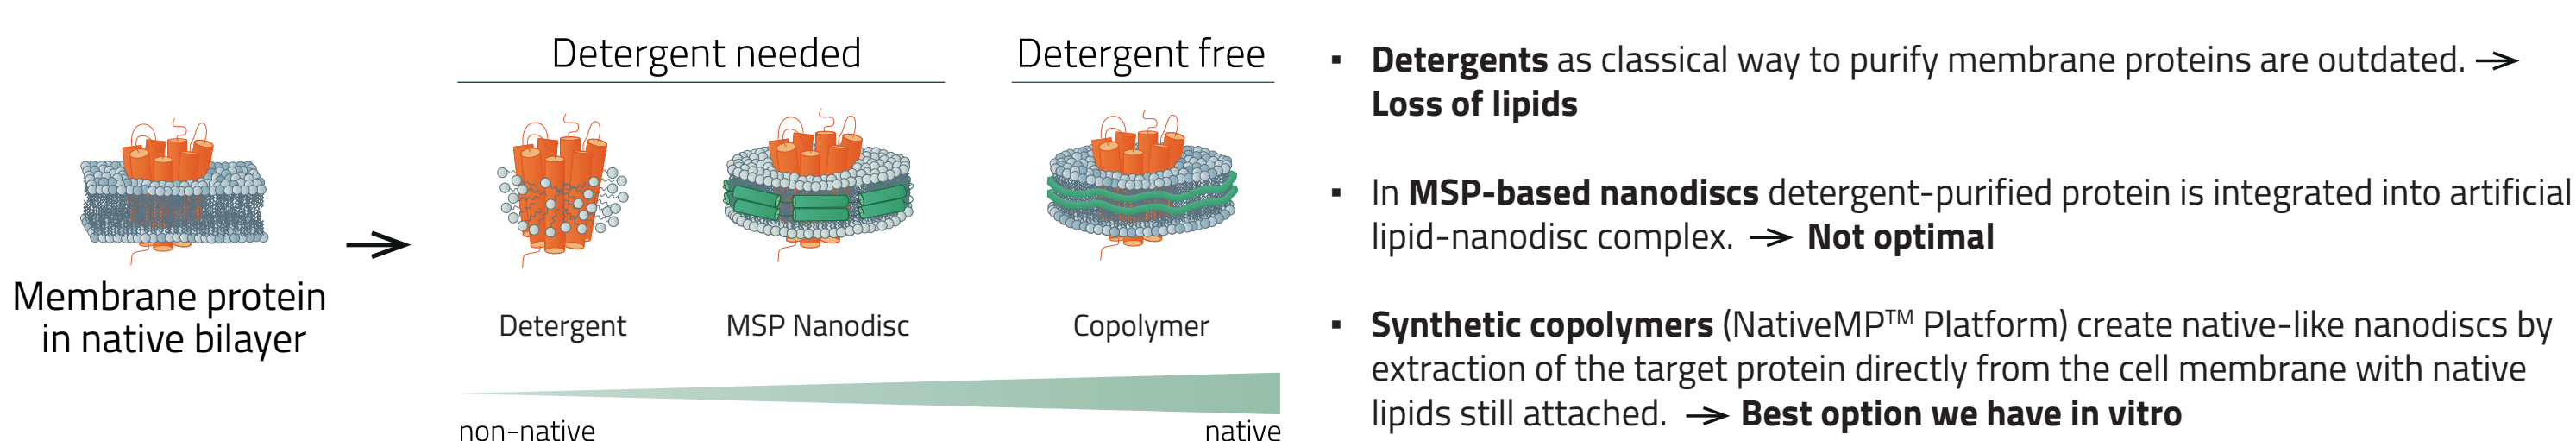 Detergent needed
Detergent free
Membrane protein
in native bilayer
Detergent
MSP Nanodisc
Copolymer
non-native
native
▪ Detergents as classical way to purify membrane proteins are outdated. →
Loss of lipids
▪ In MSP-based nanodiscs detergent-purified protein is integrated into artificial
lipid-nanodisc complex. → Not optimal
▪ Synthetic copolymers (NativeMP™ Platform) create native-like nanodiscs by
extraction of the target protein directly from the cell membrane with native
lipids still attached. → Best option we have in vitro